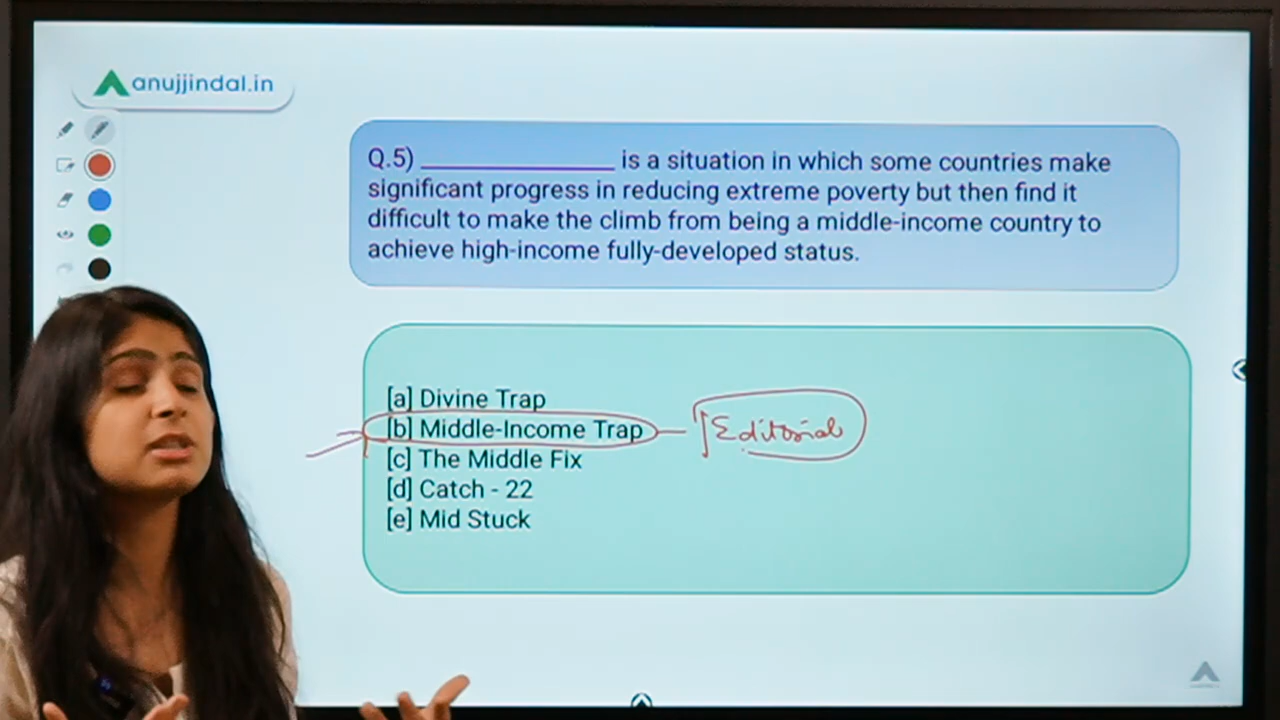 anujjindal.in
Q.5) ______________ is a situation in which some countries make
significant progress in reducing extreme poverty but then find it
difficult to make the climb from being a middle-income country to
achieve high-income fully-developed status.
[a] Divine Trap
[b] Middle-Income Trap
Editorial
[c] The Middle Fix
[d] Catch - 22
[e] Mid Stuck